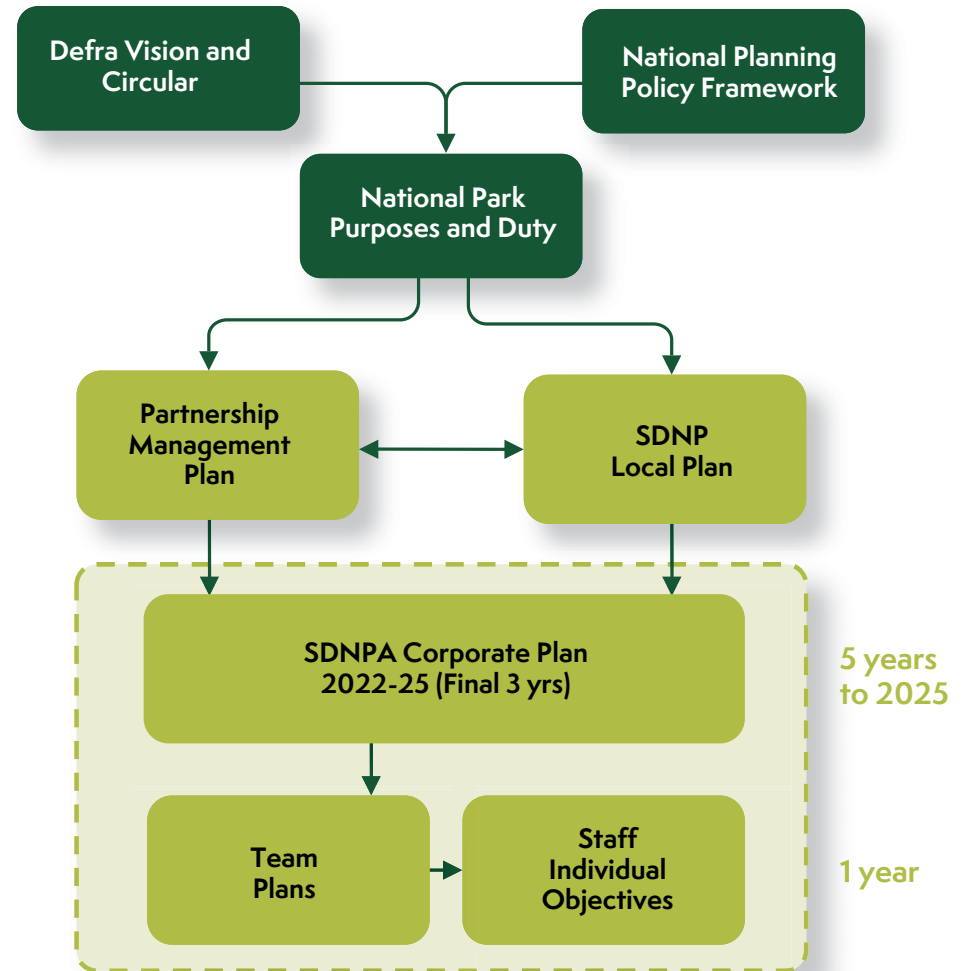 Defra Vision and
Circular
National Planning
Policy Framework
National Park
Purposes and Duty
Partnership
Management
Plan
SDNP
Local Plan
SDNPA Corporate Plan
2022-25 (Final 3 yrs)
5 years
to 2025
Team
Plans
Staff
Individual
Objectives
1 year